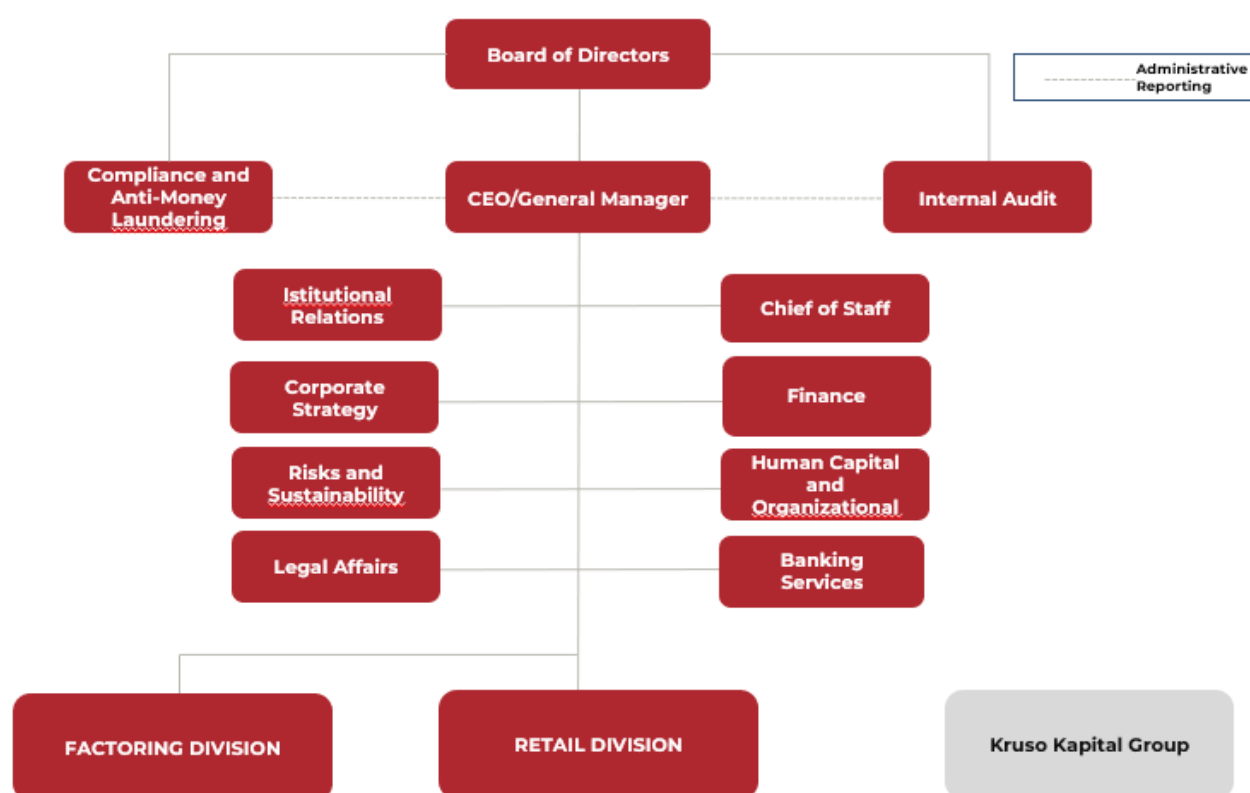 Board of Directors
Administrative
Reporting
Compliance and
Anti-Money
Laundering
CEO/General Manager
Internal Audit
Istitutional
Relations
Chief of Staff
Corporate
Strategy
Finance
Risks and
Sustainability
Human Capital
and
Organizational
Legal Affairs
Banking
Services
FACTORING DIVISION
RETAIL DIVISION
Kruso Kapital Group